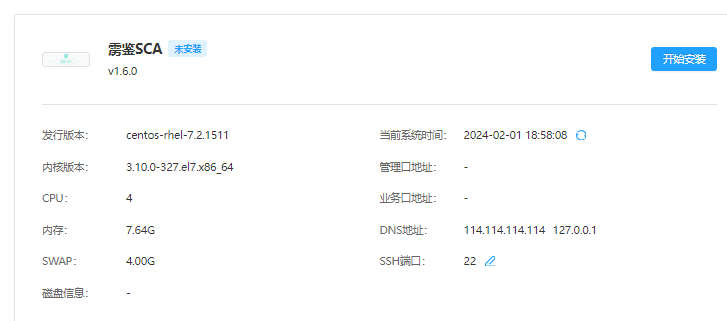 雳鉴SCA 未安装
v1.6.0
开始安装
发行版本: centos-rhel-7.2.1511 当前系统时间: 2024-02-01 18:58:08
内核版本: 3.10.0-327.el7.x86_64 管理口地址: -
CPU: 4 业务口地址: -
内存: 7.64G DNS地址: 114.114.114.114 127.0.0.1
SWAP: 4.00G SSH端口: 22
磁盘信息: -